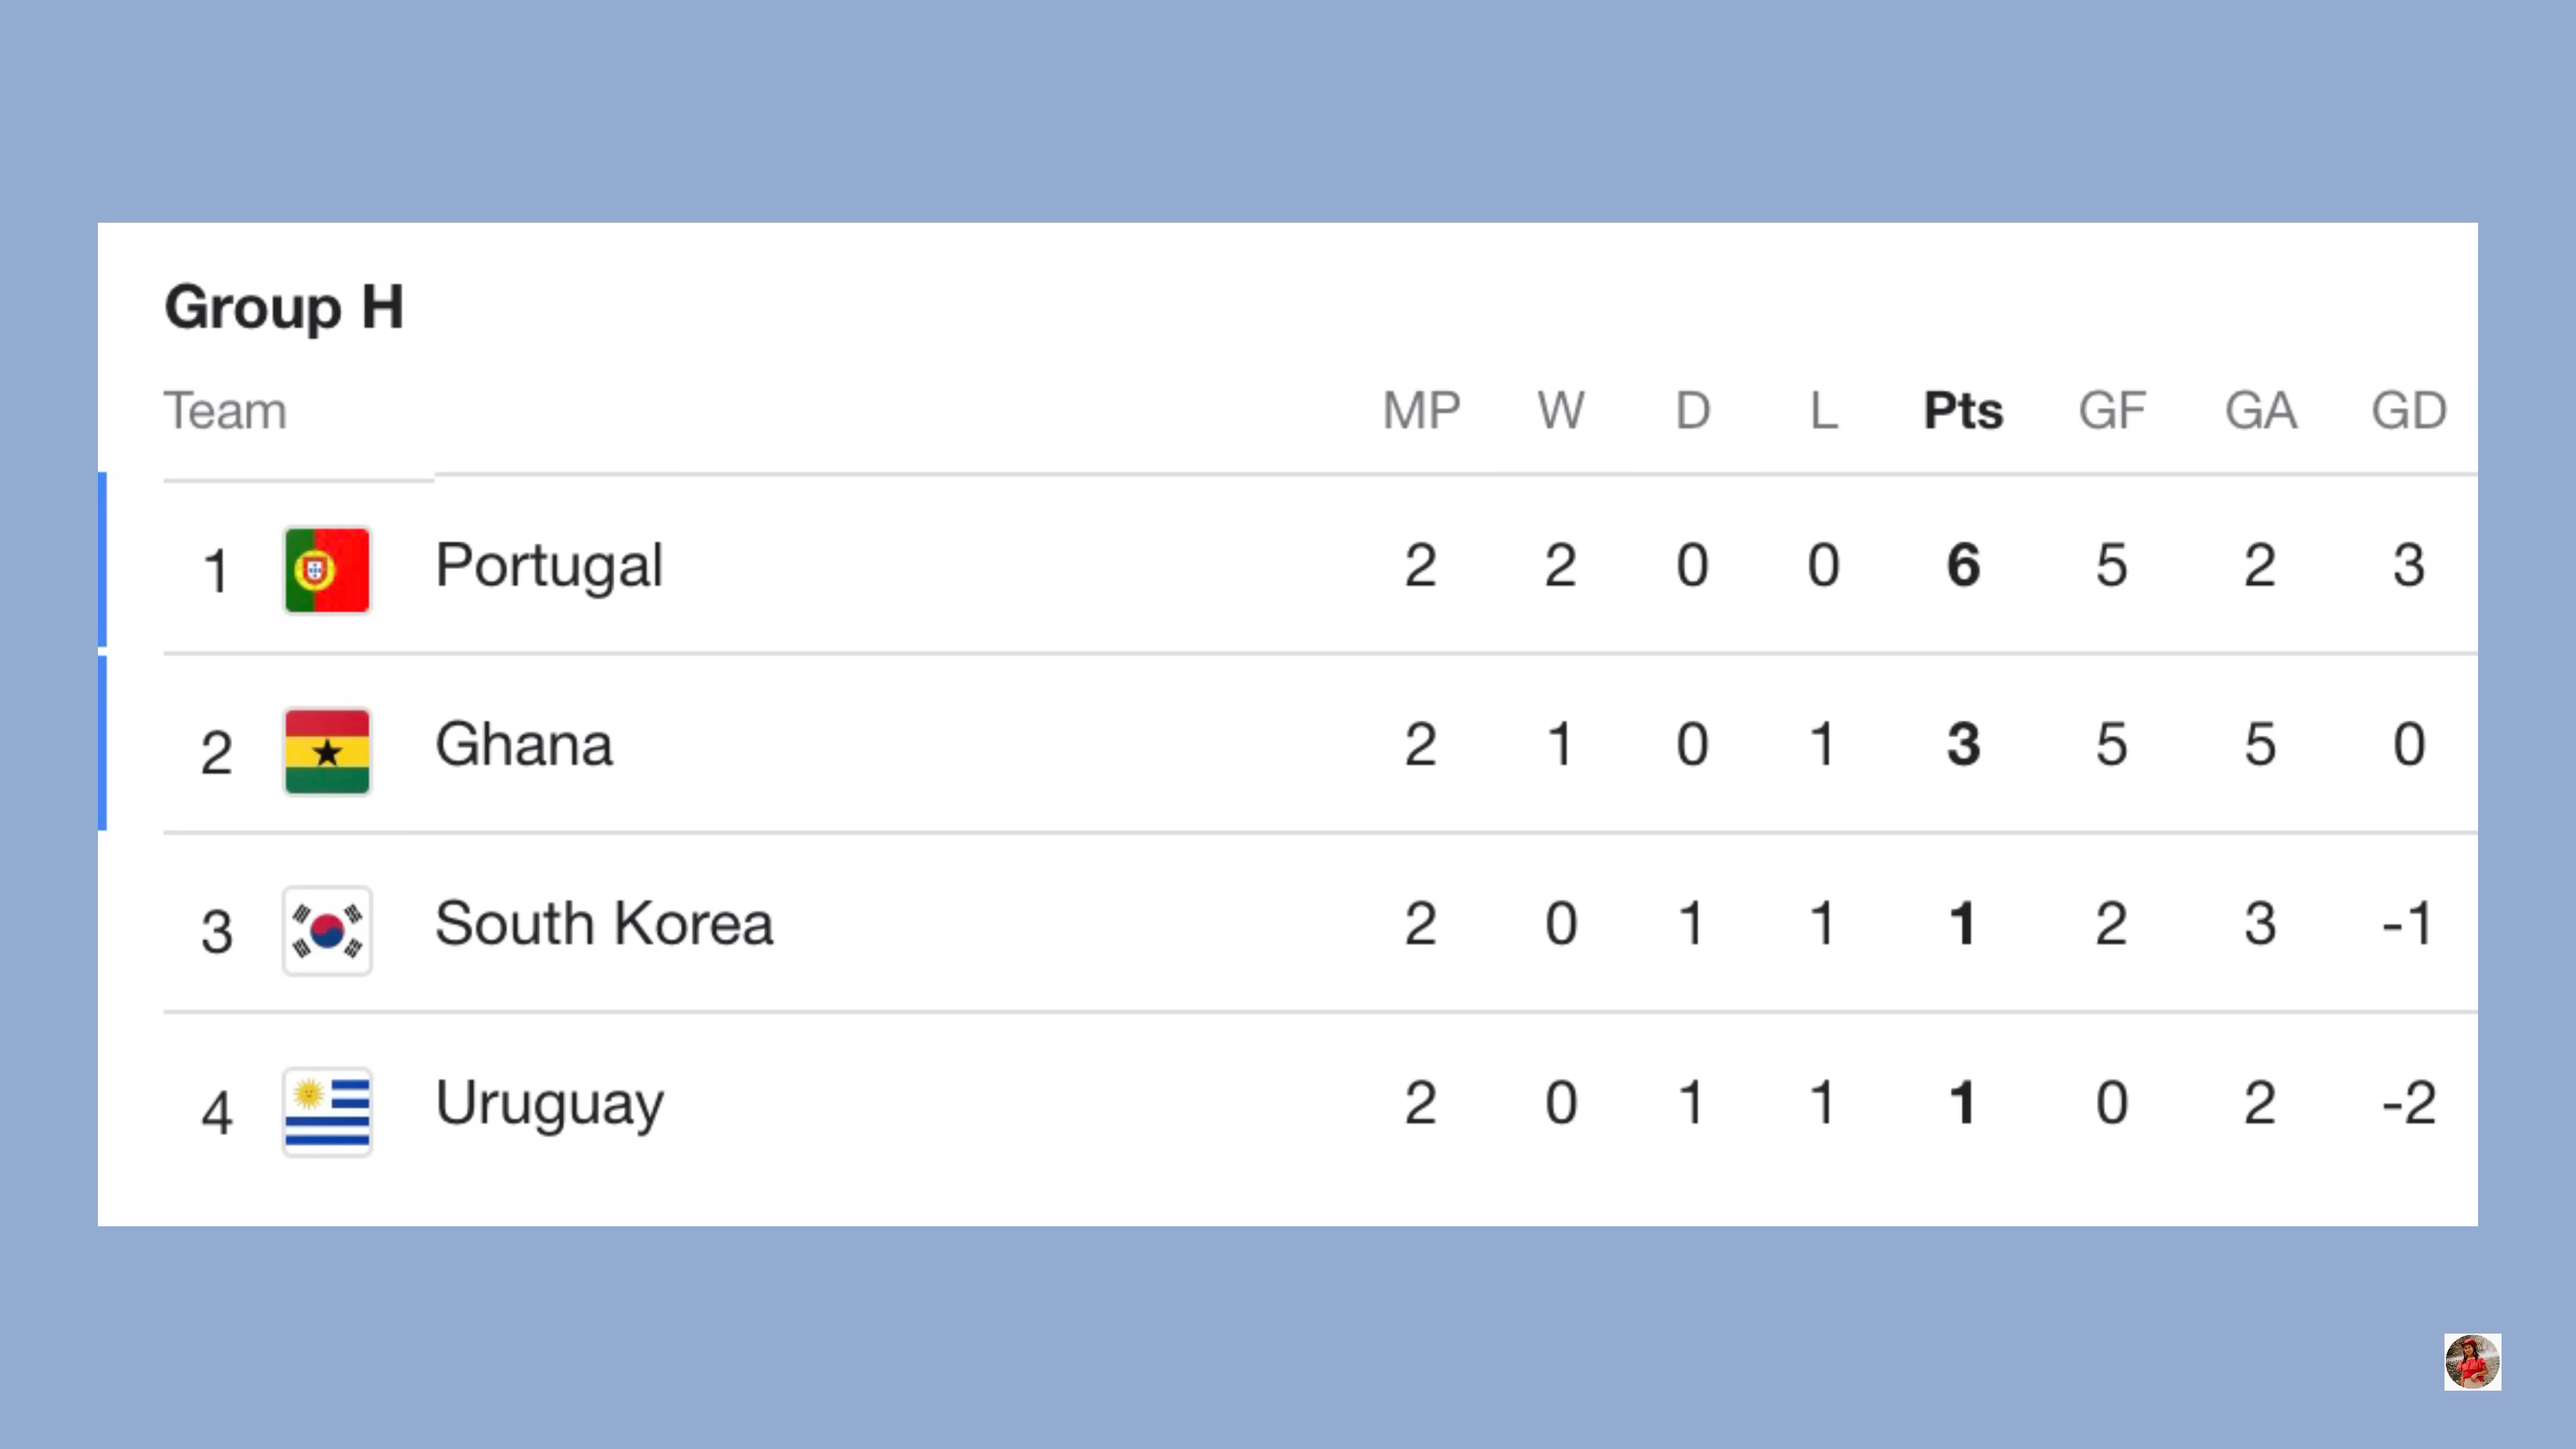 Group H
Team MP W D L Pts GF GA GD
1 Portugal 2 2 0 0 6 5 2 3
2 Ghana 2 1 0 1 3 5 5 0
3 South Korea 2 0 1 1 1 2 3 -1
4 Uruguay 2 0 1 1 1 0 2 -2